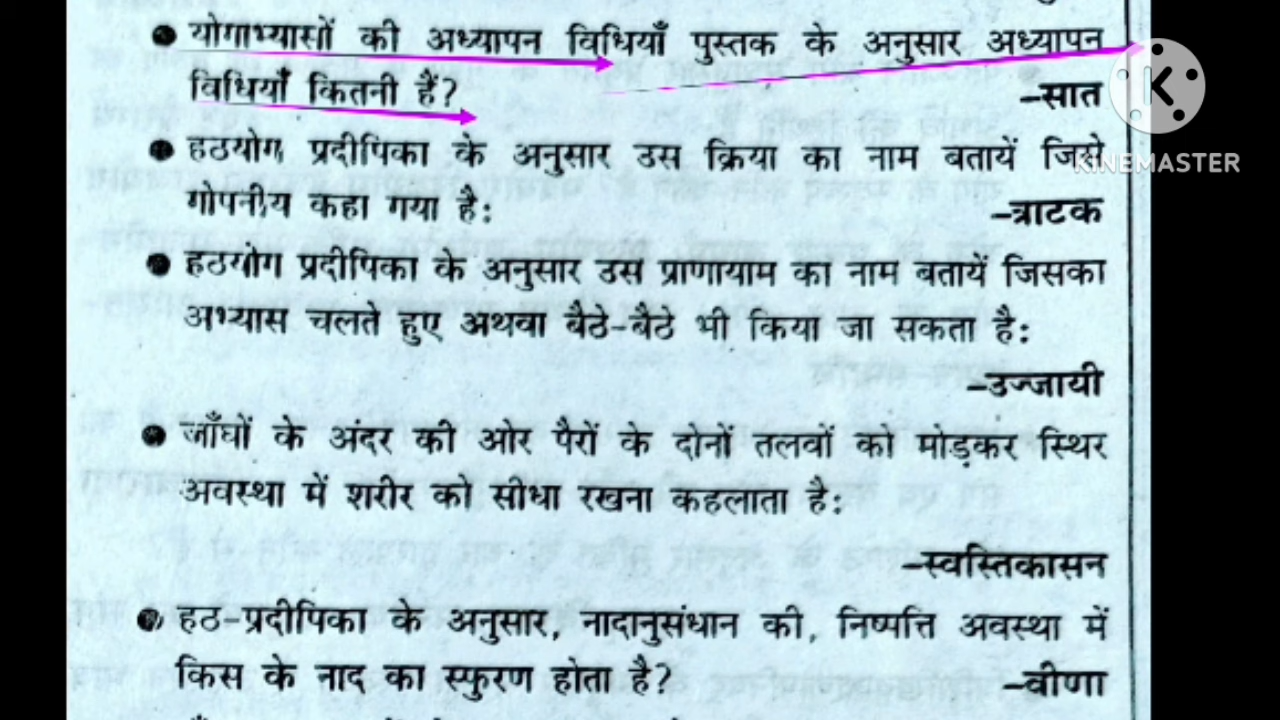 ● योगाभ्यासों की अध्यापन विधियाँ पुस्तक के अनुसार अध्यापन
विधियाँ कितनी हैं? –सात
● हठयोग प्रदीपिका के अनुसार उस क्रिया का नाम बतायें जिसे
गोपनीय कहा गया है: –त्राटक
● हठयोग प्रदीपिका के अनुसार उस प्राणायाम का नाम बतायें जिसका
अभ्यास चलते हुए अथवा बैठे-बैठे भी किया जा सकता है:
–उज्जायी
● जाँघों के अंदर की ओर पैरों के दोनों तलवों को मोड़कर स्थिर
अवस्था में शरीर को सीधा रखना कहलाता है:
–स्वस्तिकासन
● हठ-प्रदीपिका के अनुसार, नादानुसंधान की, निष्पत्ति अवस्था में
किस के नाद का स्फुरण होता है? –वीणा
K
KINEMASTER